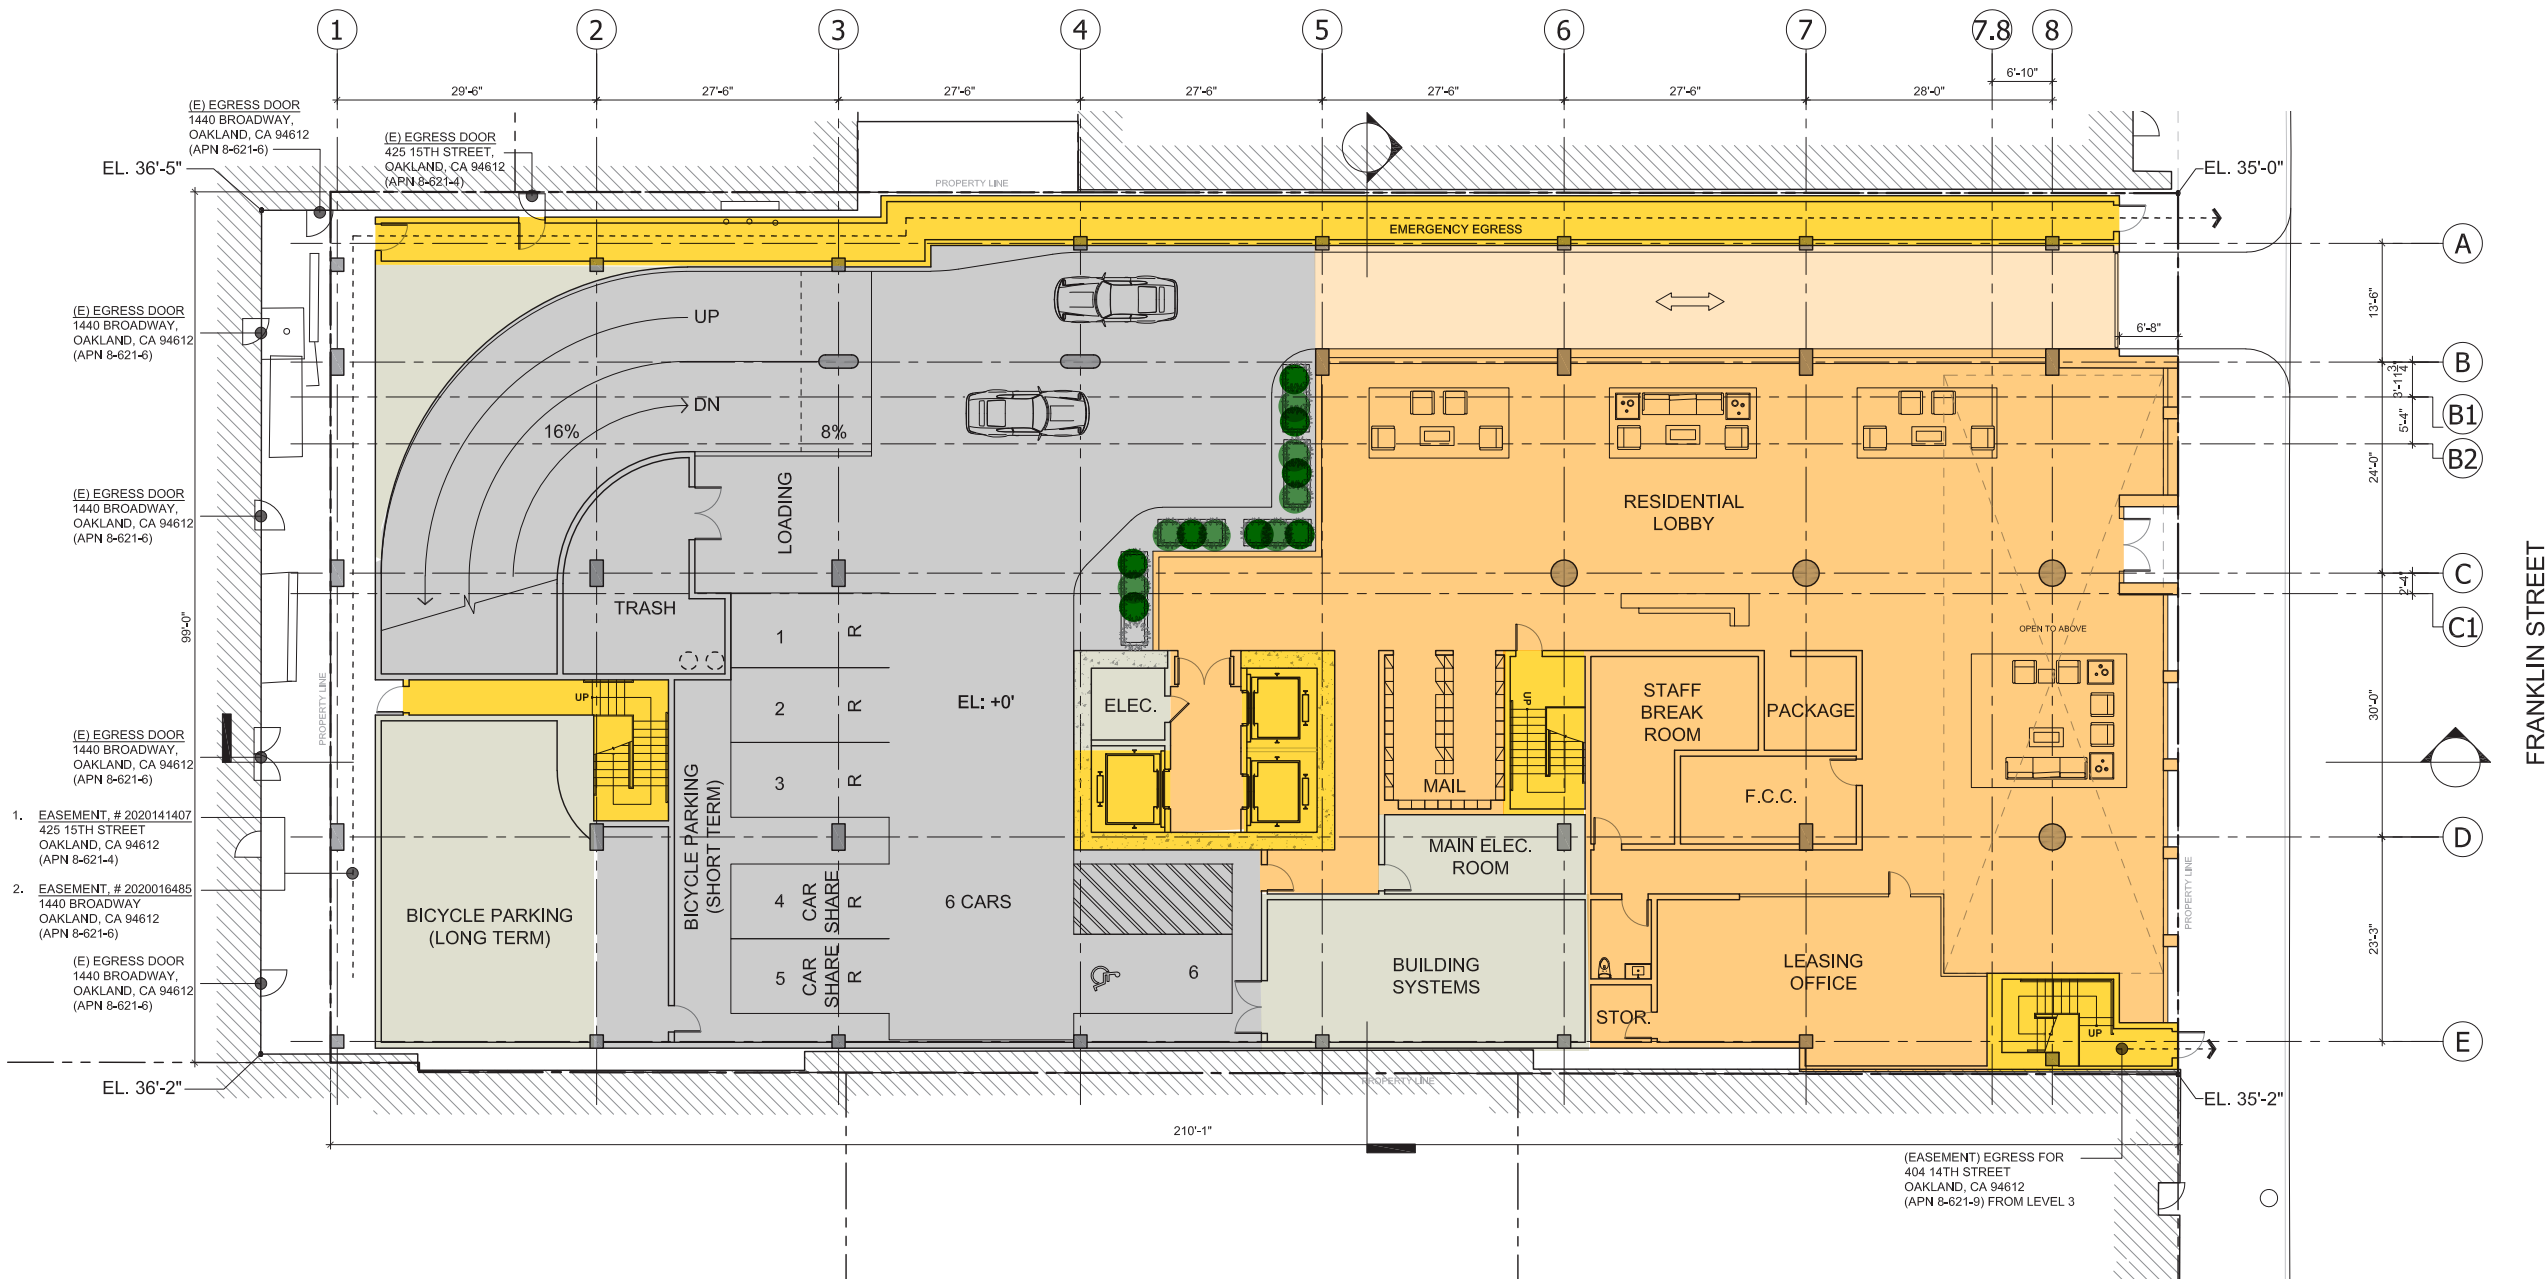 1
2
3
4
5
6
7
7.8
8
6'-10"
29'-6"
27'-6"
27'-6"
27'-6"
27'-6"
27'-6"
28'-0"
(E) EGRESS DOOR
1440 BROADWAY,
OAKLAND, CA 94612
(APN 8-621-6)
(E) EGRESS DOOR
425 15TH STREET,
OAKLAND, CA 94612
(APN 8-621-4)
EL. 36'-5"
PROPERTY LINE
EL. 35'-0"
EMERGENCY EGRESS
A
(E) EGRESS DOOR
1440 BROADWAY,
OAKLAND, CA 94612
(APN 8-621-6)
UP
13'-6"
6'-8"
B
3'-11 3/4"
DN
B1
16%
8%
5'-4"
B2
24'-0"
(E) EGRESS DOOR
1440 BROADWAY,
OAKLAND, CA 94612
(APN 8-621-6)
LOADING
RESIDENTIAL
LOBBY
FRANKLIN STREET
C
2'-4"
C1
99'-0"
TRASH
1
R
OPEN TO ABOVE
PROPERTY LINE
UP
2
R
EL: +0'
ELEC.
UP
STAFF
BREAK
ROOM
PACKAGE
30'-0"
(E) EGRESS DOOR
1440 BROADWAY,
OAKLAND, CA 94612
(APN 8-621-6)
BICYCLE PARKING
(SHORT TERM)
3
R
MAIL
F.C.C.
1. EASEMENT, # 2020141407
425 15TH STREET
OAKLAND, CA 94612
(APN 8-621-4)
D
MAIN ELEC.
ROOM
2. EASEMENT, # 2020016485
1440 BROADWAY
OAKLAND, CA 94612
(APN 8-621-6)
BICYCLE PARKING
(LONG TERM)
4
CAR
SHARE
R
6 CARS
PROPERTY LINE
23'-3"
(E) EGRESS DOOR
1440 BROADWAY,
OAKLAND, CA 94612
(APN 8-621-6)
5
CAR
SHARE
R
6
BUILDING
SYSTEMS
LEASING
OFFICE
STOR.
UP
E
EL. 36'-2"
PROPERTY LINE
EL. 35'-2"
210'-1"
(EASEMENT) EGRESS FOR
404 14TH STREET
OAKLAND, CA 94612
(APN 8-621-9) FROM LEVEL 3